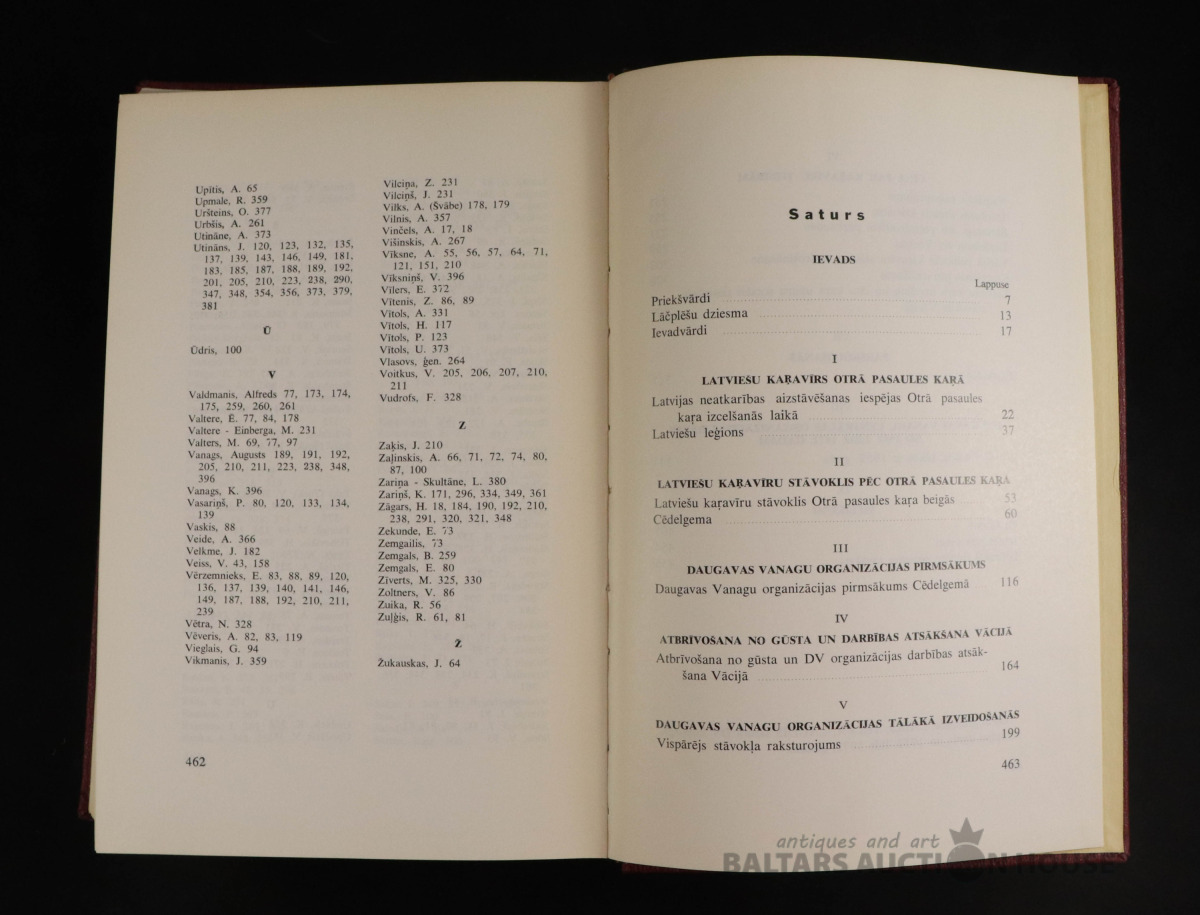 Upītis, A. 65
Upmale, R. 359
Uršteins, O. 377
Urbšis, A. 261
Utināne, A. 373
Utināns, J. 120, 123, 132, 135,
137, 139, 143, 146, 149, 181,
183, 185, 187, 188, 189, 192,
201, 205, 210, 223, 238, 290,
347, 348, 354, 356, 373, 379,
381
Ū
Ūdris, 100
V
Valdmanis, Alfreds 77, 173, 174,
175, 259, 260, 261
Valtere, E. 77, 84, 178
Valtere - Einberga, M. 231
Valters, M. 69, 77, 97
Vanags, Augusts 189, 191, 192,
205, 210, 211, 223, 238, 348,
396
Vanags, K. 396
Vasariņš, P. 80, 120, 133, 134,
139
Vaskis, 88
Veide, A. 366
Velkme, J. 182
Veiss, V. 43, 158
Vērzemnieks, E. 83, 88, 89, 120,
136, 137, 139, 140, 141, 146,
149, 187, 188, 192, 210, 211,
239
Vētra, N. 328
Vēveris, A. 82, 83, 119
Vieglais, G. 94
Vikmanis, J. 359
Vilciņa, Z. 231
Vilciņš, J. 231
Vilks, A. (Švābe) 178, 179
Vilnis, A. 357
Vinčels, A. 17, 18
Višinskis, A. 267
Vīksne, A. 55, 56, 57, 64, 71,
121, 151, 210
Vīksniņš, V. 396
Vīlers, E. 372
Vītenis, Z. 86, 89
Vītols, A. 331
Vītols, H. 117
Vītols, P. 123
Vītols, U. 373
Vlasovs, ģen. 264
Voitkus, V. 205, 206, 207, 210,
211
Vudrofs, F. 328
Z
Zaķis, J. 210
Zaļinskis, A. 66, 71, 72, 74, 80,
87, 100
Zariņa - Skultāne, L. 380
Zariņš, K. 171, 296, 334, 349, 361
Zāgars, H. 18, 184, 190, 192, 210,
238, 291, 320, 321, 348
Zekunde, E. 73
Zemgailis, 73
Zemgals, B. 259
Zemgals, E. 80
Zīverts, M. 325, 330
Zoltners, V. 86
Zuika, R. 56
Zuļģis, R. 61, 81
Ž
Žukauskas, J. 64
462
Saturs
IEVADS
Lappuse
Priekšvārdi 7
Lāčplēšu dziesma 13
Ievadvārdi 17
I
LATVIEŠU KAŖAVĪRS OTRĀ PASAULES KAŖĀ
Latvijas neatkarības aizstāvēšanas iespējas Otrā pasaules
kaŗa izcelšanās laikā 22
Latviešu leģions 37
II
LATVIEŠU KAŖAVĪRU STĀVOKLIS PĒC OTRĀ PASAULES KAŖA
Latviešu kaŗavīru stāvoklis Otrā pasaules kaŗa beigās 53
Cēdelgema 60
III
DAUGAVAS VANAGU ORGANIZĀCIJAS PIRMSĀKUMS
Daugavas Vanagu organizācijas pirmsākums Cēdelgemā 116
IV
ATBRĪVOŠANA NO GŪSTA UN DARBĪBAS ATSĀKŠANA VĀCIJĀ
Atbrīvošana no gūsta un DV organizācijas darbības atsāk-
šana Vācijā 164
V
DAUGAVAS VANAGU ORGANIZĀCIJAS TĀLĀKĀ IZVEIDOŠANĀS
Vispārējs stāvokļa raksturojums 199
463
antiques and art
BALTARS AUCTION HOUSE